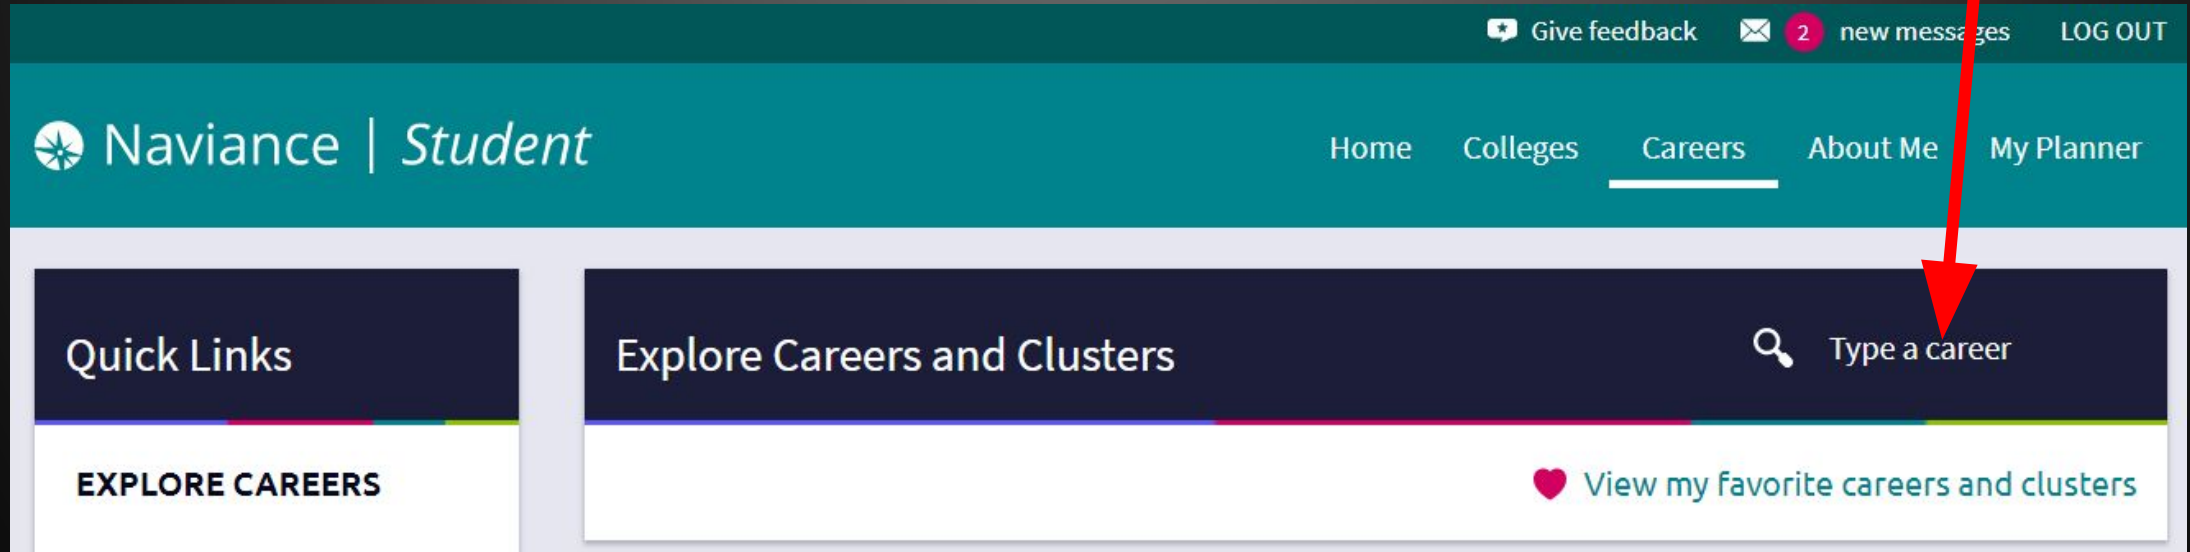 Give feedback 2 new messages LOG OUT
Naviance | Student
Home Colleges Careers About Me My Planner
Quick Links
Explore Careers and Clusters
Type a career
EXPLORE CAREERS
View my favorite careers and clusters